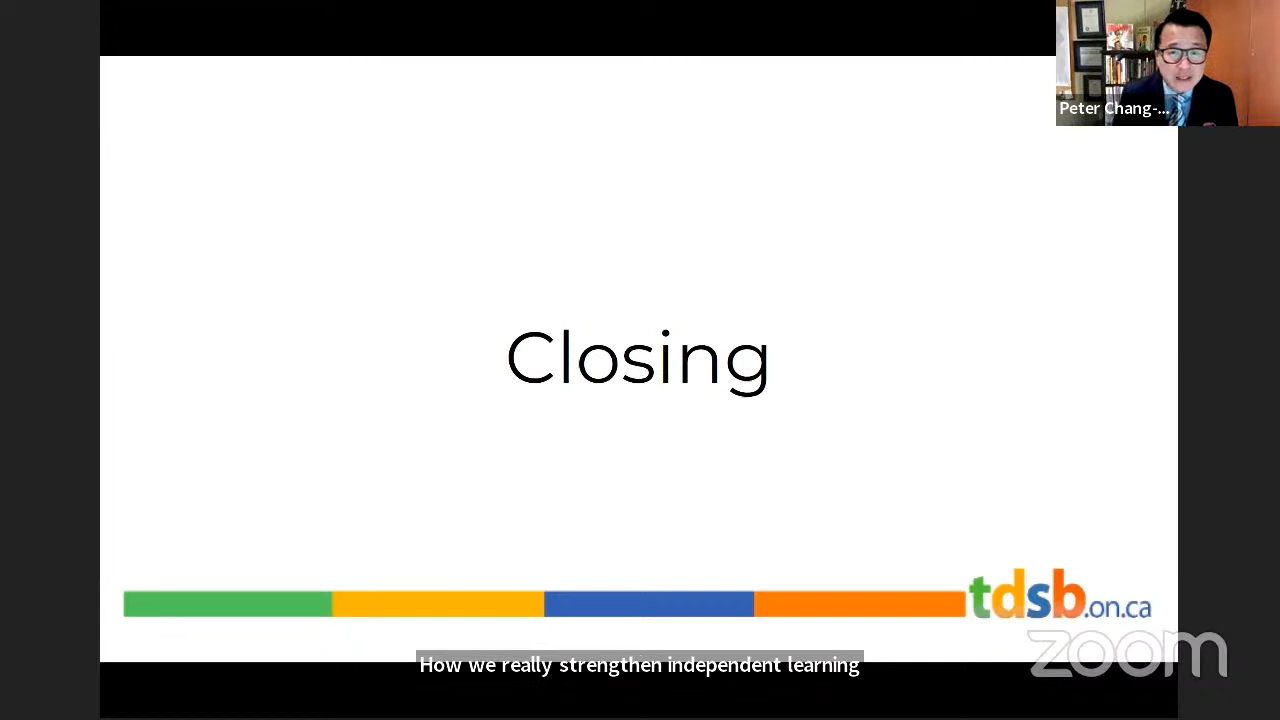 Peter Chang-...
Closing
tdsb.on.ca
zoom
How we really strengthen independent learning